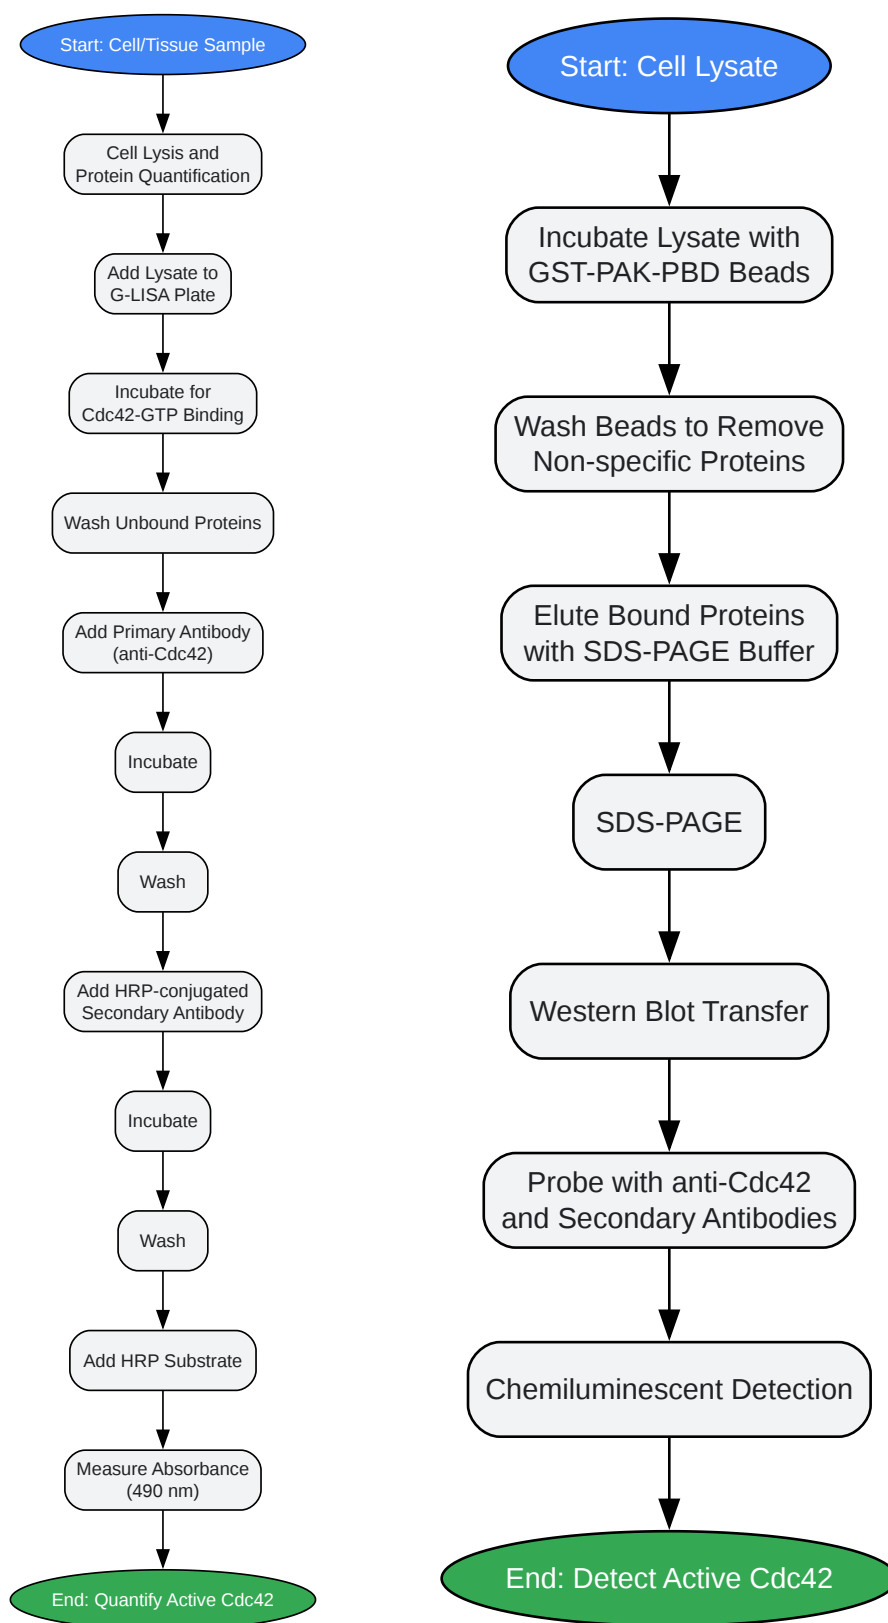 Start: Cell/Tissue Sample
Cell Lysis and
Protein Quantification
Add Lysate to
G-LISA Plate
Incubate for
Cdc42-GTP Binding
Wash Unbound Proteins
Add Primary Antibody
(anti-Cdc42)
Incubate
Wash
Add HRP-conjugated
Secondary Antibody
Incubate
Wash
Add HRP Substrate
Measure Absorbance
(490 nm)
End: Quantify Active Cdc42
Start: Cell Lysate
Incubate Lysate with
GST-PAK-PBD Beads
Wash Beads to Remove
Non-specific Proteins
Elute Bound Proteins
with SDS-PAGE Buffer
SDS-PAGE
Western Blot Transfer
Probe with anti-Cdc42
and Secondary Antibodies
Chemiluminescent Detection
End: Detect Active Cdc42